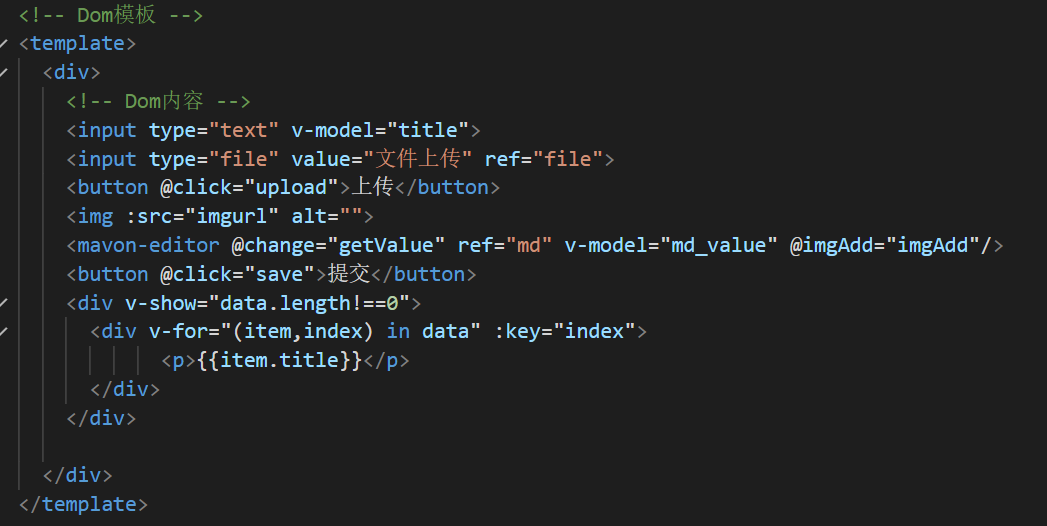 <!-- Dom模板 -->
<template>
<div>
<!-- Dom内容 -->
<input type="text" v-model="title">
<input type="file" value="文件上传" ref="file">
<button @click="upload">上传</button>
<img :src="imgurl" alt="">
<mavon-editor @change="getValue" ref="md" v-model="md_value" @imgAdd="imgAdd"/>
<button @click="save">提交</button>
<div v-show="data.length!==0">
<div v-for="(item,index) in data" :key="index">
<p>{{item.title}}</p>
</div>
</div>
</div>
</template>